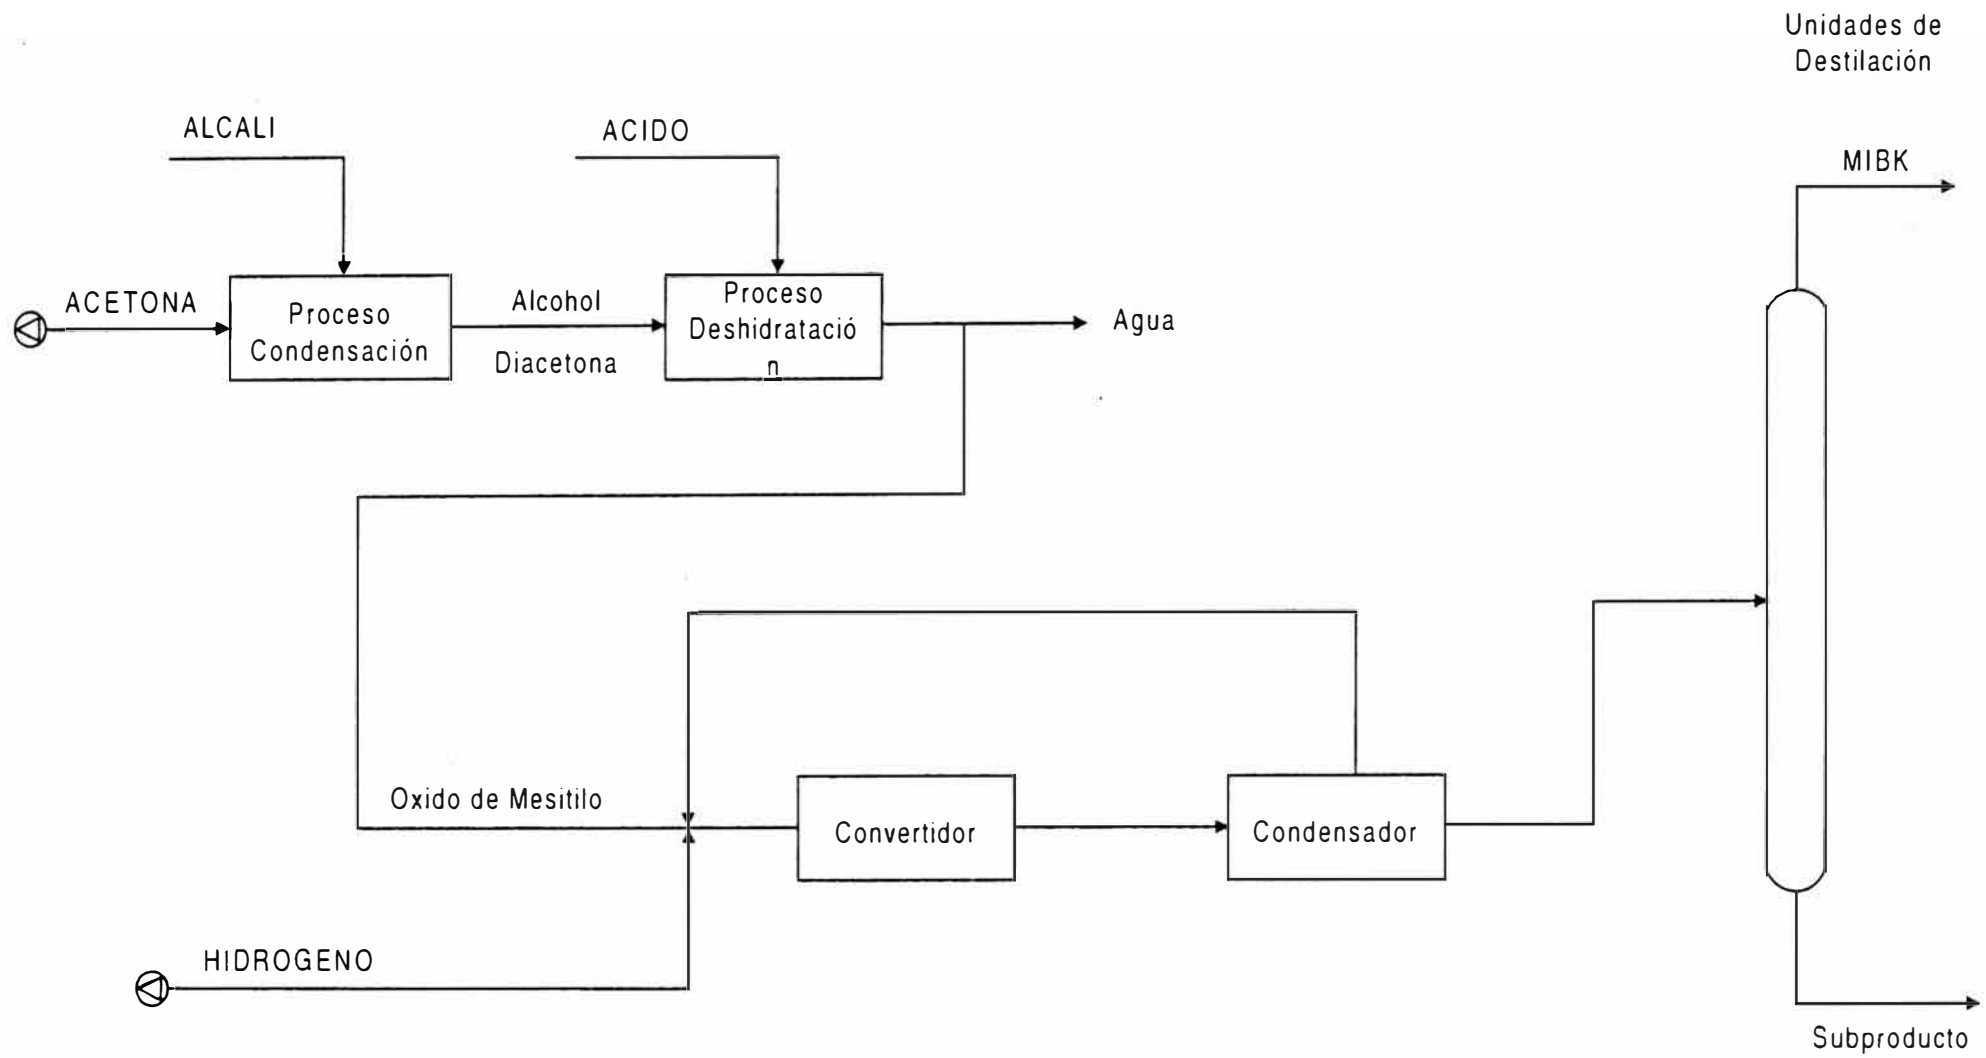 Unidades de
Destilación
ALCALI
ACIDO
MIBK
ACETONA
Proceso
Condensación
Alcohol
Diacetona
Proceso
Deshidratació
n
Agua
Oxido de Mesitilo
Convertidor
Condensador
HIDROGENO
Subproducto